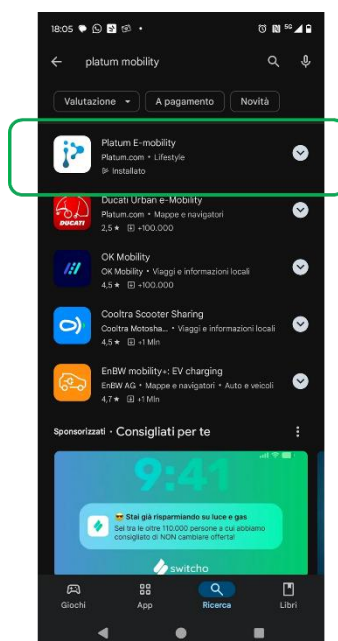 18:05
5G
platum mobility
Valutazione
A pagamento
Novità
Platum E-mobility
Platum.com • Lifestyle
Installato
Ducati Urban e-Mobility
Platum.com • Mappe e navigatori
2,5 ★ +100.000
DUCATI
OK Mobility
OK Mobility • Viaggi e informazioni locali
4,5 ★ +100.000
Cooltra Scooter Sharing
Cooltra Motosha... • Viaggi e informazioni locali
4,5 ★ +1 Mln
EnBW mobility+: EV charging
EnBW AG • Mappe e navigatori • Auto e veicoli
4,7 ★ +1 Mln
Sponsorizzati • Consigliati per te
9:41
Stai già risparmiando su luce e gas
Sei tra le oltre 110.000 persone a cui abbiamo
consigliato di NON cambiare offerta!
switcho
Giochi
App
Ricerca
Libri